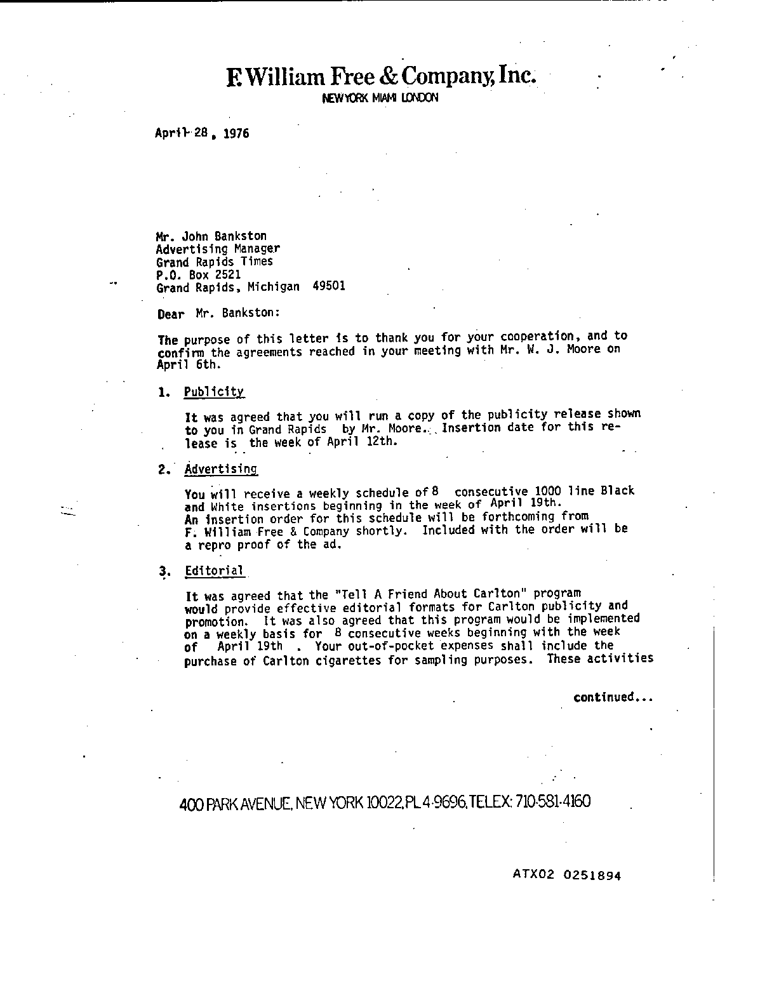 F. William Free & Company, Inc.
NEW YORK MIAMI LONDON
April 28, 1976
Mr. John Bankston
Advertising Manager
Grand Rapids Times
P.O. Box 2521
Grand Rapids, Michigan 49501
Dear Mr. Bankston:
The purpose of this letter is to thank you for your cooperation, and to
confirm the agreements reached in your meeting with Mr. W. J. Moore on
April 6th.
1. Publicity
It was agreed that you will run a copy of the publicity release shown
to you in Grand Rapids by Mr. Moore. Insertion date for this re-
lease is the week of April 12th.
2. Advertising
You will receive a weekly schedule of 8 consecutive 1000 line Black
and White insertions beginning in the week of April 19th.
An insertion order for this schedule will be forthcoming from
F. William Free & Company shortly. Included with the order will be
a repro proof of the ad.
3. Editorial
It was agreed that the "Tell A Friend About Carlton" program
would provide effective editorial formats for Carlton publicity and
promotion. It was also agreed that this program would be implemented
on a weekly basis for 8 consecutive weeks beginning with the week
of April 19th . Your out-of-pocket expenses shall include the
purchase of Carlton cigarettes for sampling purposes. These activities
continued...
400 PARK AVENUE, NEW YORK 10022, PL 4-9696, TELEX: 710-581-4160
ATX02 0251894